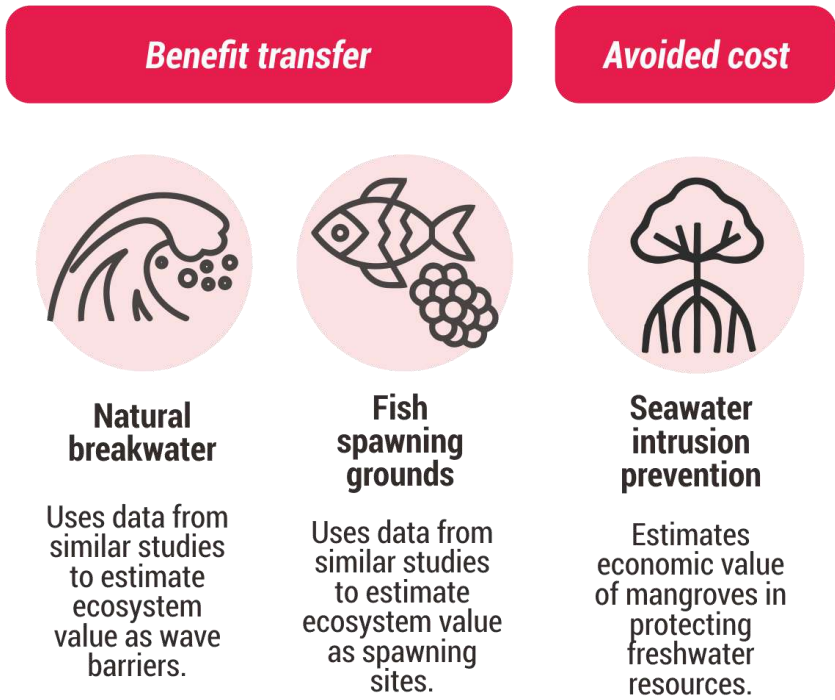 Benefit transfer
Avoided cost
Natural
breakwater
Uses data from
similar studies
to estimate
ecosystem
value as wave
barriers.
Fish
spawning
grounds
Uses data from
similar studies
to estimate
ecosystem value
as spawning
sites.
Seawater
intrusion
prevention
Estimates
economic value
of mangroves in
protecting
freshwater
resources.